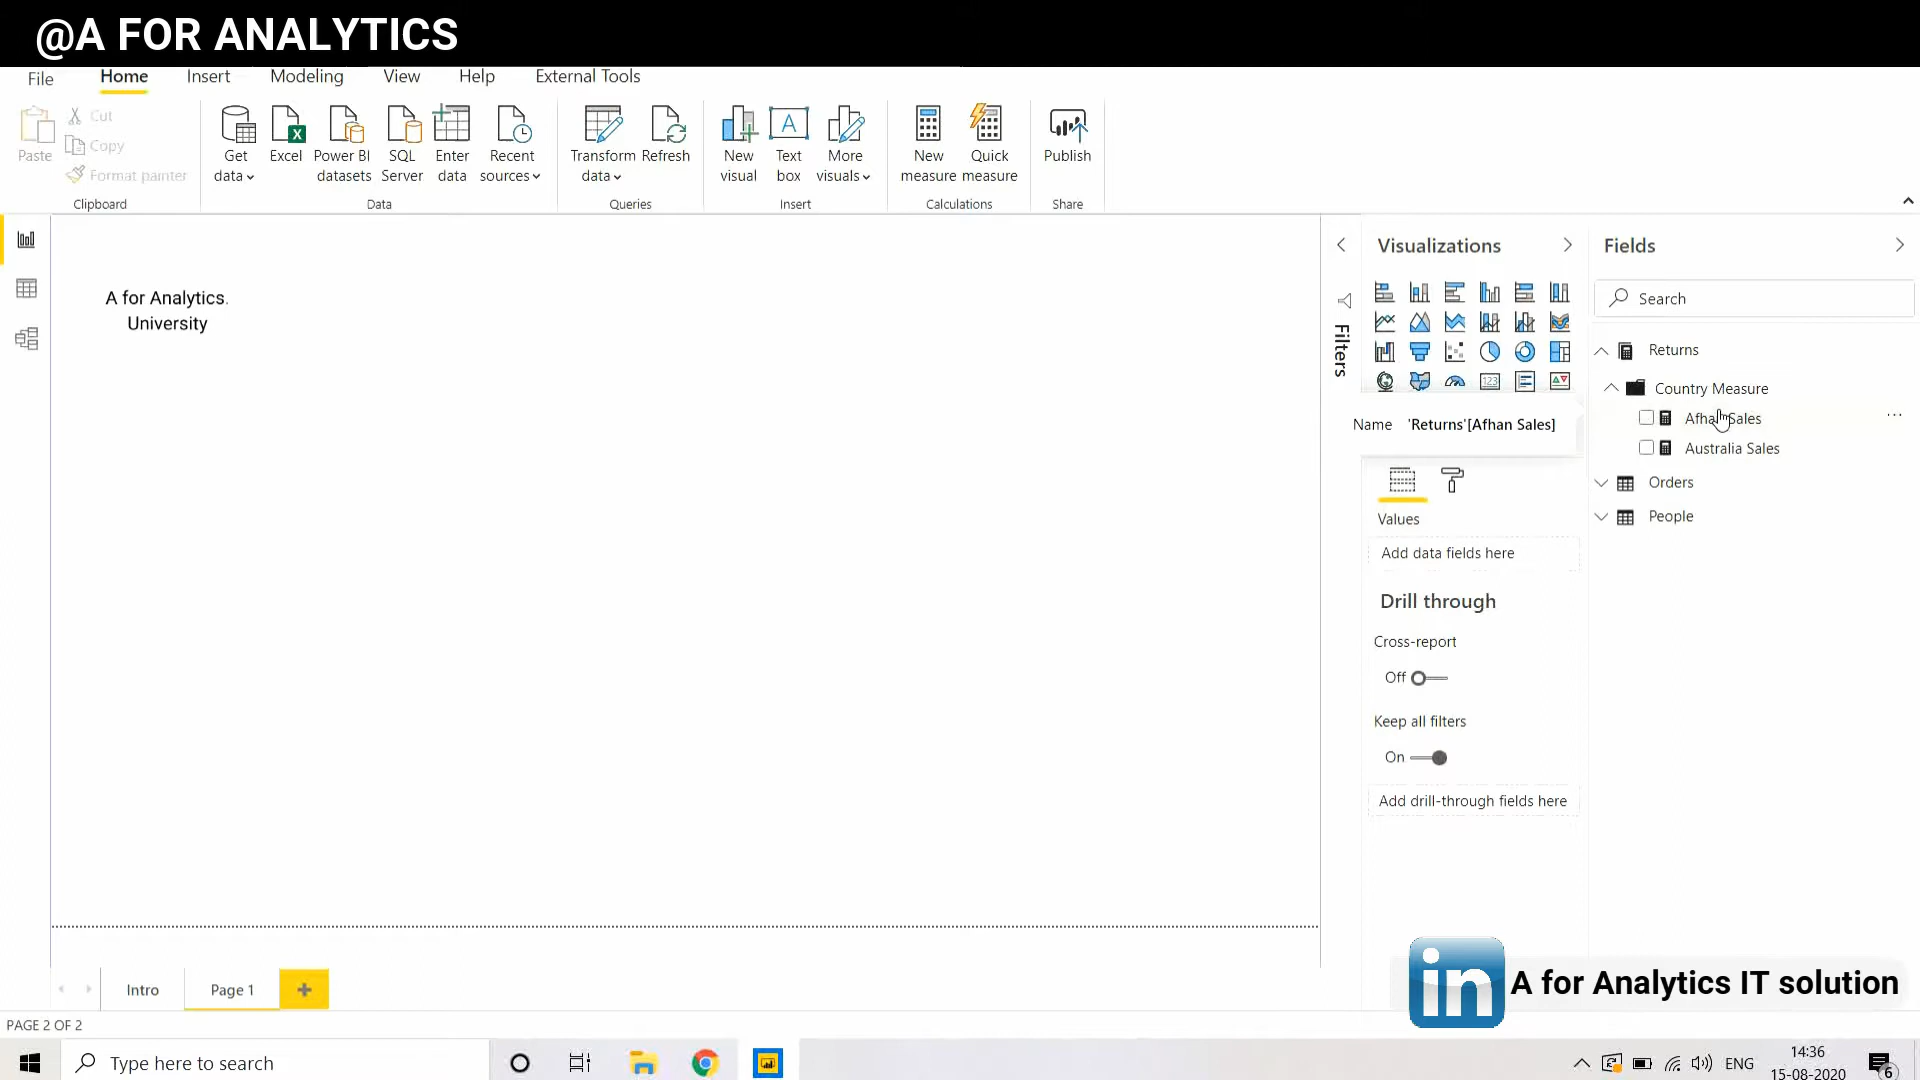 @A FOR ANALYTICS
File Home Insert Modeling View Help External Tools
Paste
Cut
Copy
Format painter
Clipboard
Get data
Excel
Power BI datasets
SQL Server
Enter data
Recent sources
Data
Transform data
Refresh
Queries
New visual
Text box
More visuals
Insert
New measure
Quick measure
Calculations
Publish
Share
A for Analytics.
University
Filters
Visualizations
123
Name 'Returns'[Afhan Sales]
Values
Add data fields here
Drill through
Cross-report
Off
Keep all filters
On
Add drill-through fields here
Fields
Search
Returns
Country Measure
Afhan Sales
Australia Sales
Orders
People
in A for Analytics IT solution
Intro
Page 1
PAGE 2 OF 2
Type here to search
ENG
14:36
15-08-2020
6